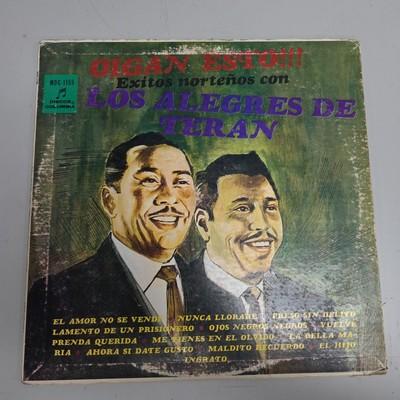 OIGAN ESTO!!!
Exitos norteños con
LOS ALEGRES DE
TERAN
MDC-1155
DISCOS
COLUMBIA
EL AMOR NO SE VENDE * NUNCA LLORARE * PRESO SIN DELITO
LAMENTO DE UN PRISIONERO * OJOS NEGROS NEGROS * VUELVE
PRENDA QUERIDA * ME TIENES EN EL OLVIDO * LA BELLA MA-
RIA * AHORA SI DATE GUSTO * MALDITO RECUERDO * EL HIJO
INGRATO.